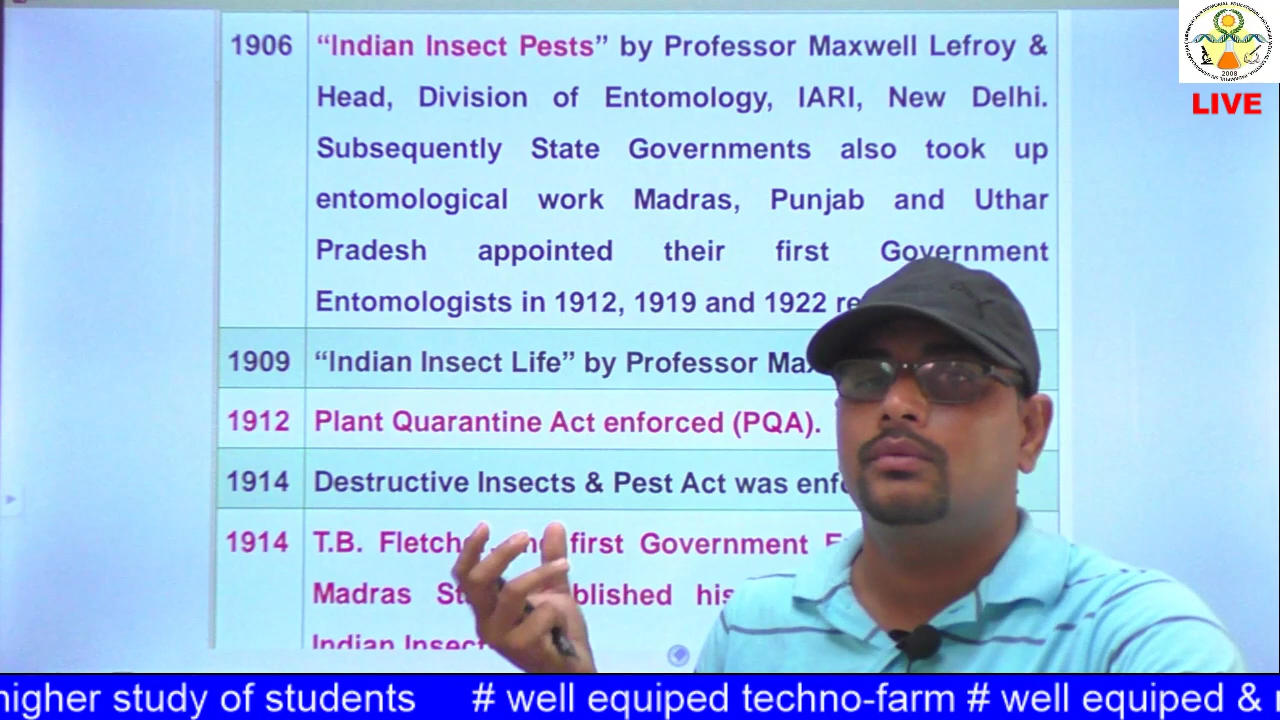 1906 “Indian Insect Pests” by Professor Maxwell Lefroy &
Head, Division of Entomology, IARI, New Delhi.
Subsequently State Governments also took up
entomological work Madras, Punjab and Uthar
Pradesh appointed their first Government
Entomologists in 1912, 1919 and 1922
1909 “Indian Insect Life” by Professor
1912 Plant Quarantine Act enforced (PQA).
1914 Destructive Insects & Pest Act was
1914 T.B. first Government
Madras his
Indian
2008
LIVE
higher study of students # well equiped techno-farm # well equiped &